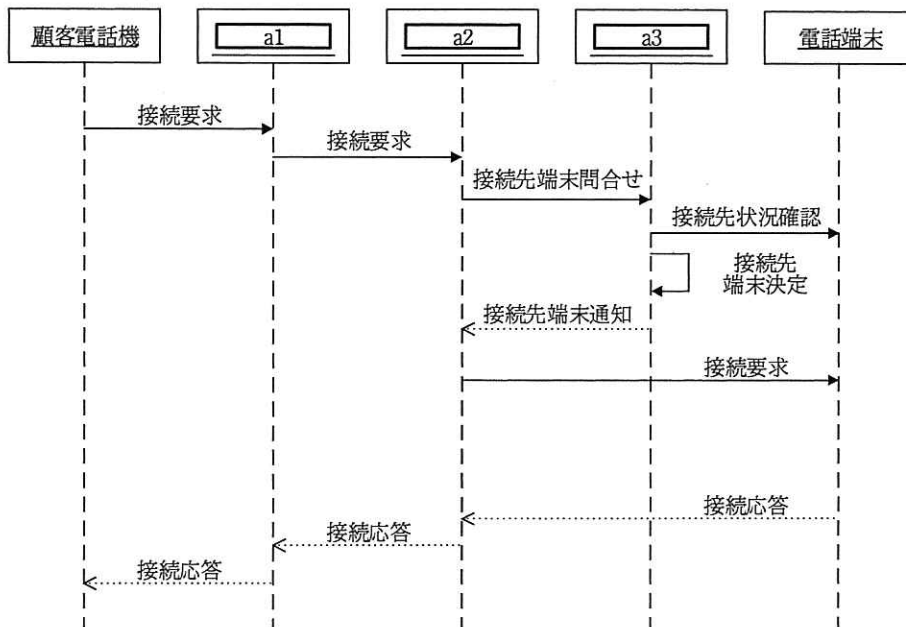 顧客電話機
a1
a2
a3
電話端末
接続要求
接続要求
接続先端末問合せ
接続先状況確認
接続先
端末決定
接続先端末通知
接続要求
接続応答
接続応答
接続応答